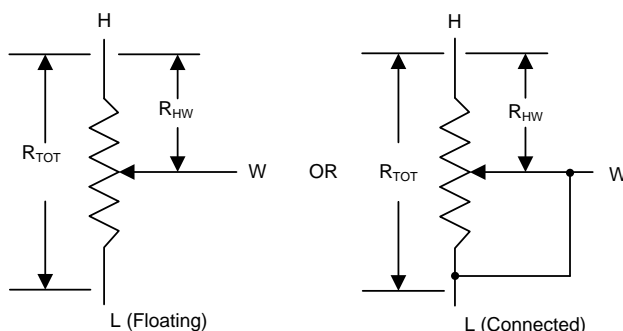 H
R_TOT
R_HW
W
L (Floating)
OR
H
R_TOT
R_HW
W
L (Connected)